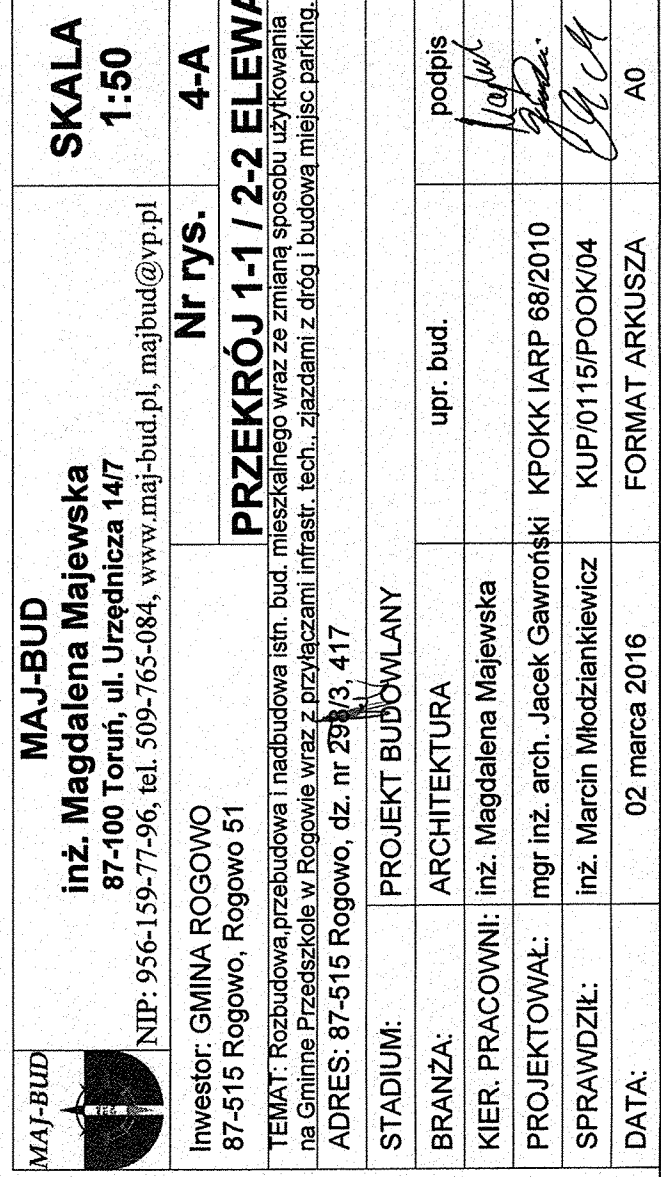 MAJ-BUD
MAJ-BUD
inż. Magdalena Majewska
87-100 Toruń, ul. Urzędnicza 14/7
NIP: 956-159-77-96, tel. 509-765-084, www.maj-bud.pl, majbud@vp.pl
SKALA
1:50
Inwestor: GMINA ROGOWO
87-515 Rogowo, Rogowo 51
Nr rys. 4-A
PRZEKRÓJ 1-1 / 2-2 ELEWA
TEMAT: Rozbudowa,przebudowa i nadbudowa istn. bud. mieszkalnego wraz ze zmianą sposobu użytkowania
na Gminne Przedszkole w Rogowie wraz z przyłączami infrastr. tech., zjazdami z dróg i budową miejsc parking.
ADRES: 87-515 Rogowo, dz. nr 298/3, 417
STADIUM: PROJEKT BUDOWLANY
BRANŻA: ARCHITEKTURA upr. bud. podpis
KIER. PRACOWNI: inż. Magdalena Majewska
PROJEKTOWAŁ: mgr inż. arch. Jacek Gawroński KPOKK IARP 68/2010
SPRAWDZIŁ: inż. Marcin Młodziankiewicz KUP/0115/POOK/04
DATA: 02 marca 2016 FORMAT ARKUSZA A0